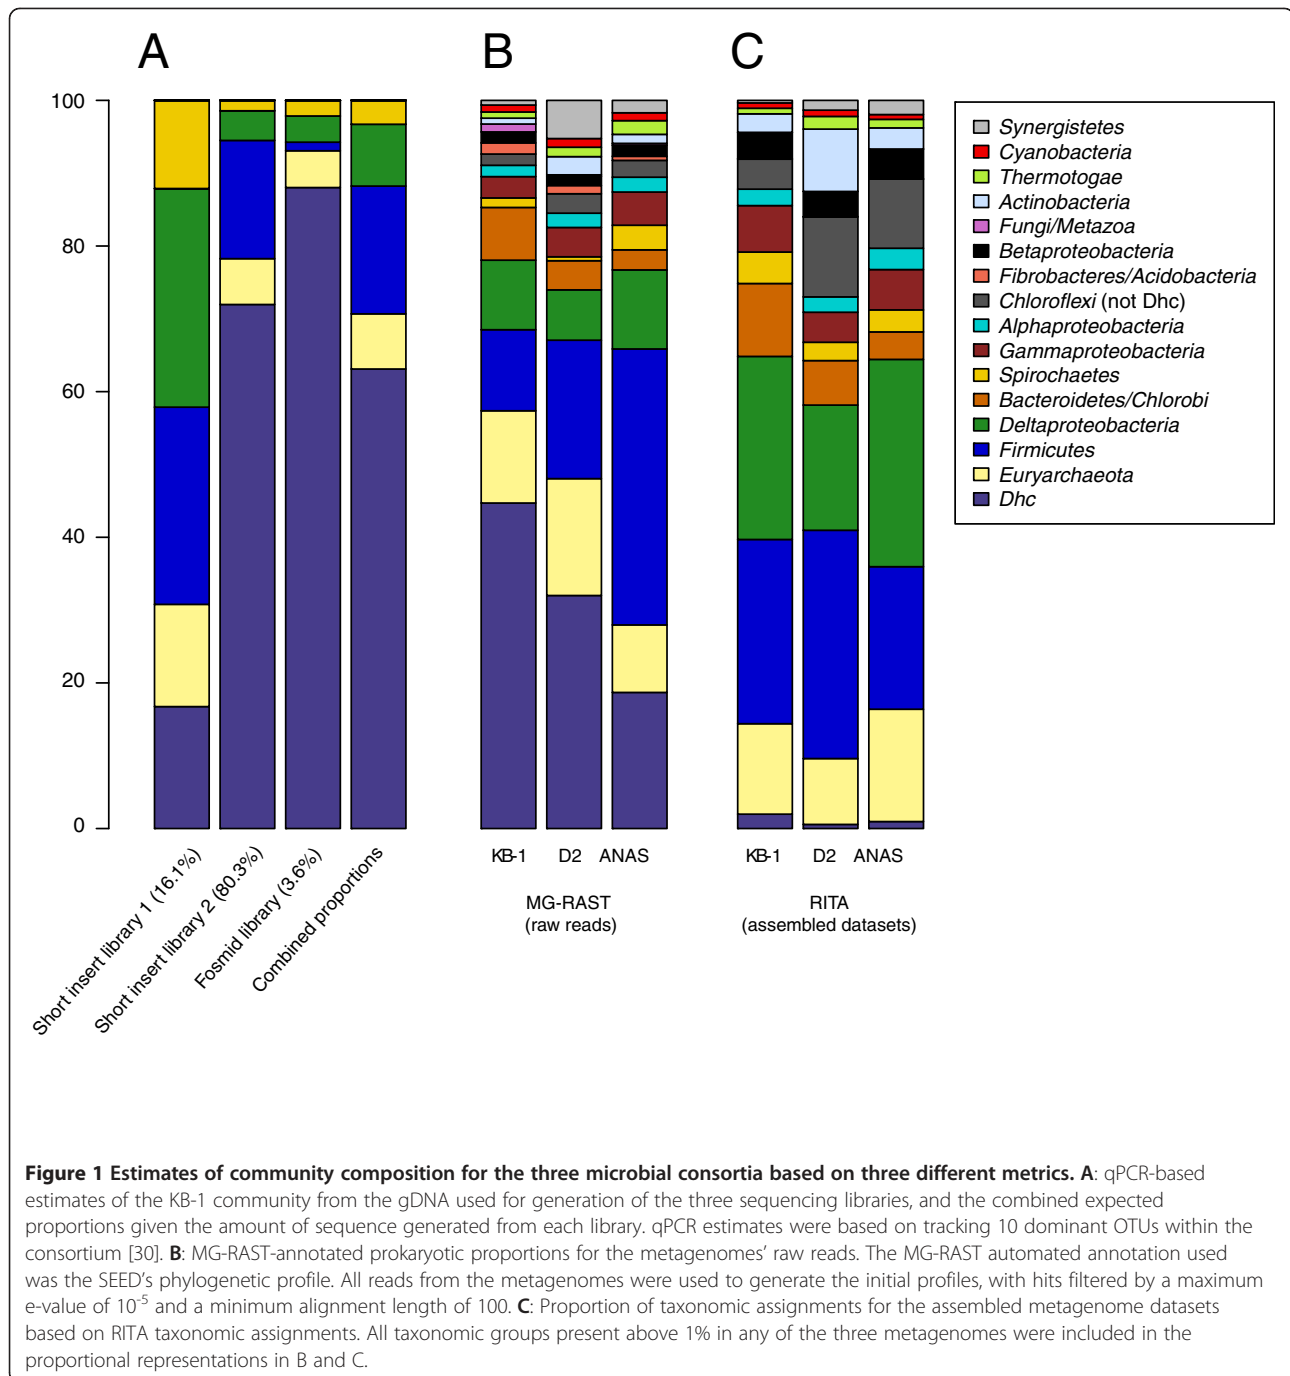 A
B
C
100
80
60
40
20
0
Short insert library 1 (16.1%)
Short insert library 2 (80.3%)
Fosmid library (3.6%)
Combined proportions
KB-1
D2
ANAS
MG-RAST
(raw reads)
KB-1
D2
ANAS
RITA
(assembled datasets)
Synergistetes
Cyanobacteria
Thermotogae
Actinobacteria
Fungi/Metazoa
Betaproteobacteria
Fibrobacteres/Acidobacteria
Chloroflexi (not Dhc)
Alphaproteobacteria
Gammaproteobacteria
Spirochaetes
Bacteroidetes/Chlorobi
Deltaproteobacteria
Firmicutes
Euryarchaeota
Dhc
Figure 1 Estimates of community composition for the three microbial consortia based on three different metrics. A: qPCR-based
estimates of the KB-1 community from the gDNA used for generation of the three sequencing libraries, and the combined expected
proportions given the amount of sequence generated from each library. qPCR estimates were based on tracking 10 dominant OTUs within the
consortium [30]. B: MG-RAST-annotated prokaryotic proportions for the metagenomes' raw reads. The MG-RAST automated annotation used
was the SEED's phylogenetic profile. All reads from the metagenomes were used to generate the initial profiles, with hits filtered by a maximum
e-value of 10⁻⁵ and a minimum alignment length of 100. C: Proportion of taxonomic assignments for the assembled metagenome datasets
based on RITA taxonomic assignments. All taxonomic groups present above 1% in any of the three metagenomes were included in the
proportional representations in B and C.